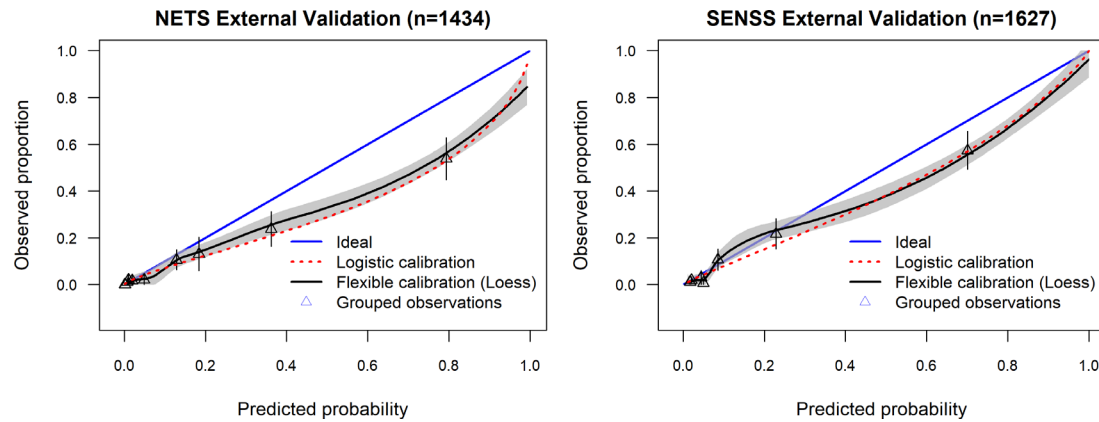 NETS External Validation (n=1434)
Observed proportion
1.0
0.8
0.6
0.4
0.2
0.0
Ideal
Logistic calibration
Flexible calibration (Loess)
Grouped observations
0.0 0.2 0.4 0.6 0.8 1.0
Predicted probability
SENSS External Validation (n=1627)
Observed proportion
1.0
0.8
0.6
0.4
0.2
0.0
Ideal
Logistic calibration
Flexible calibration (Loess)
Grouped observations
0.0 0.2 0.4 0.6 0.8 1.0
Predicted probability